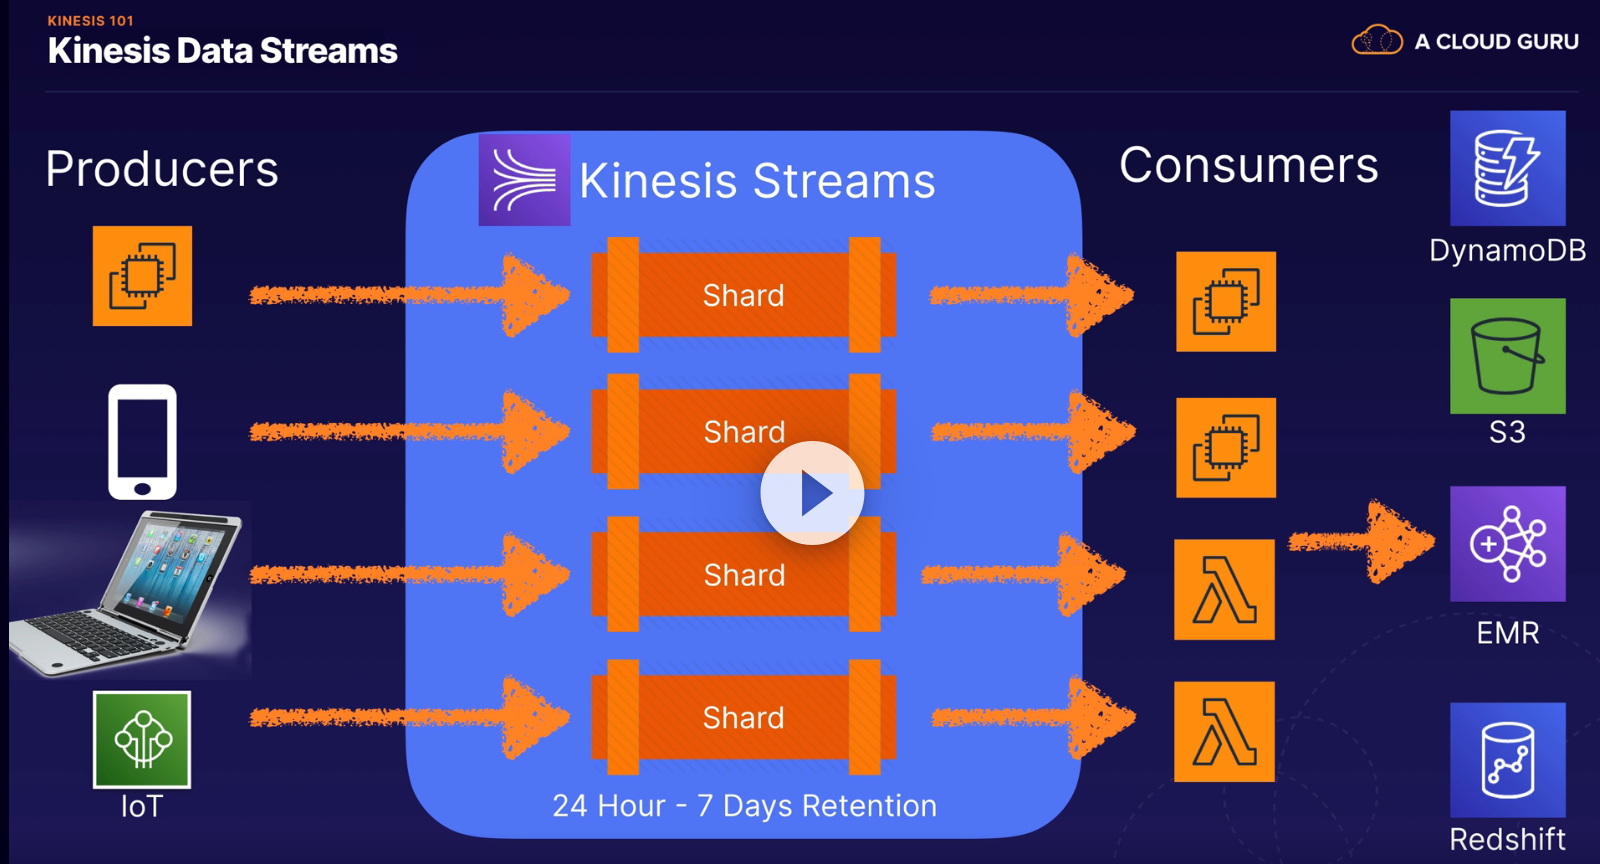 KINESIS 101
Kinesis Data Streams
A CLOUD GURU
Producers
Kinesis Streams
Consumers
DynamoDB
Shard
S3
Shard
Shard
EMR
Shard
IoT
24 Hour - 7 Days Retention
Redshift